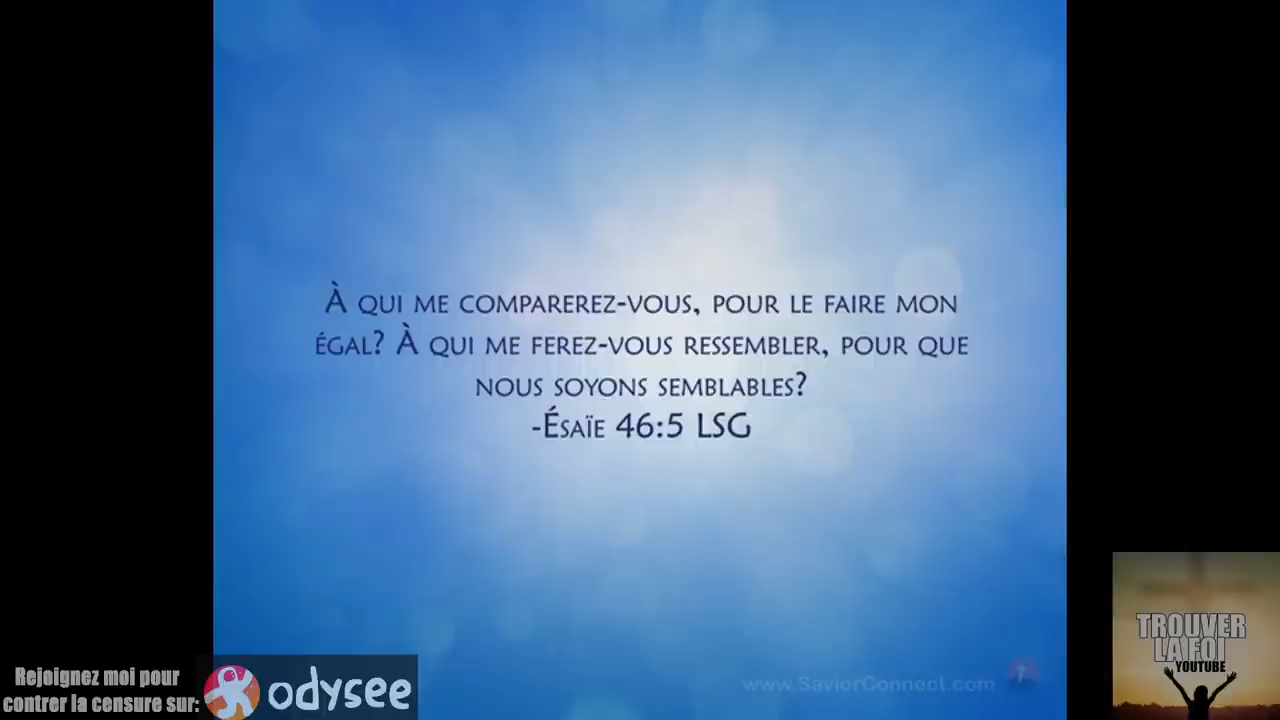 À QUI ME COMPAREREZ-VOUS, POUR LE FAIRE MON
ÉGAL? À QUI ME FEREZ-VOUS RESSEMBLER, POUR QUE
NOUS SOYONS SEMBLABLES?
-ÉSAÏE 46:5 LSG
TROUVER
LA FOI
YOUTUBE
Rejoignez moi pour
contrer la censure sur:
odysee
www.SaviorConnect.com